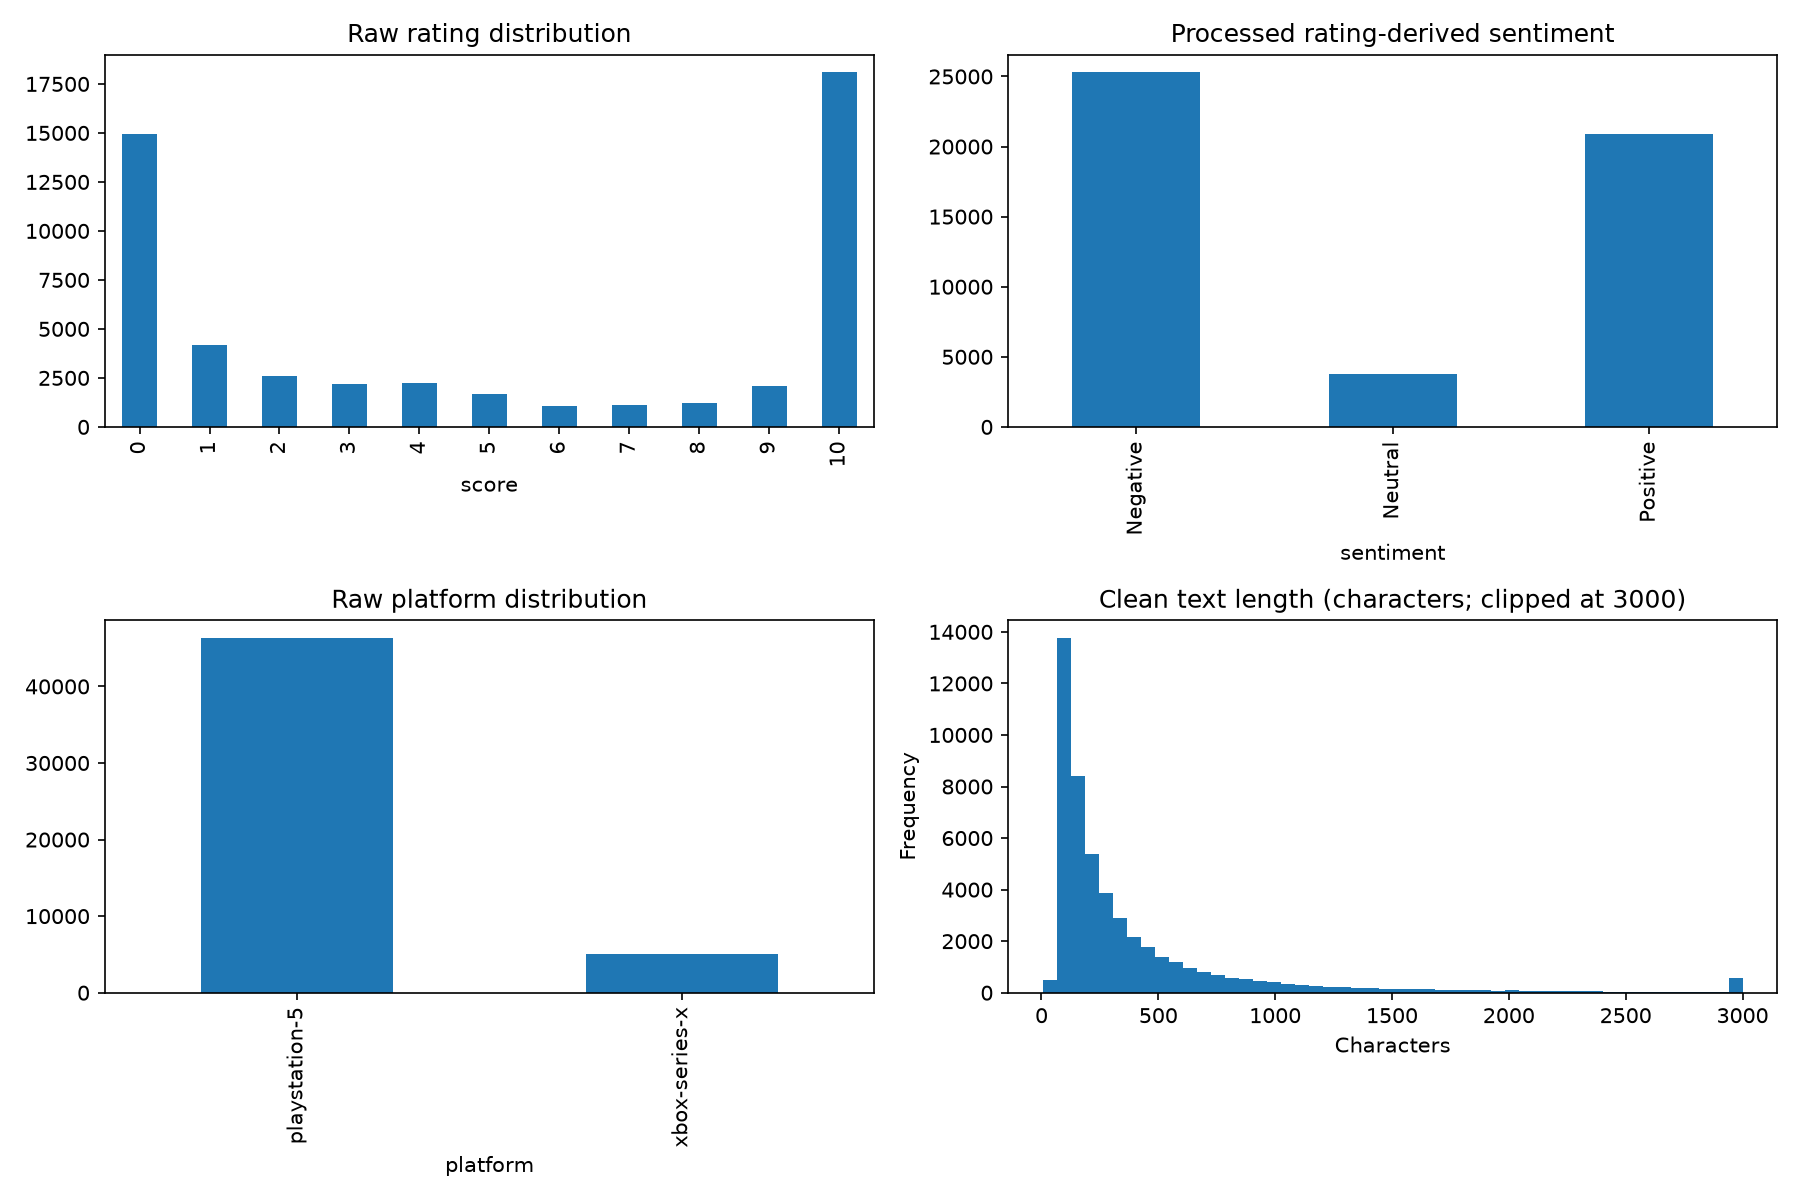 Raw rating distribution
17500
15000
12500
10000
7500
5000
2500
0
0 1 2 3 4 5 6 7 8 9 10
score
Processed rating-derived sentiment
25000
20000
15000
10000
5000
0
Negative Neutral Positive
sentiment
Raw platform distribution
40000
30000
20000
10000
0
playstation-5 xbox-series-x
platform
Clean text length (characters; clipped at 3000)
Frequency
14000
12000
10000
8000
6000
4000
2000
0
0 500 1000 1500 2000 2500 3000
Characters